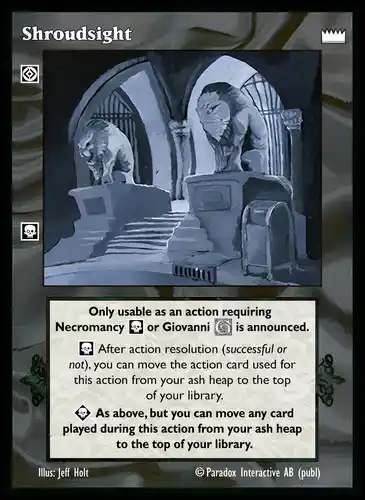 Shroudsight
Only usable as an action requiring
Necromancy or Giovanni is announced.
After action resolution (successful or
not), you can move the action card used for
this action from your ash heap to the top
of your library.
As above, but you can move any card
played during this action from your ash heap
to the top of your library.
Illus: Jeff Holt © Paradox Interactive AB (publ)